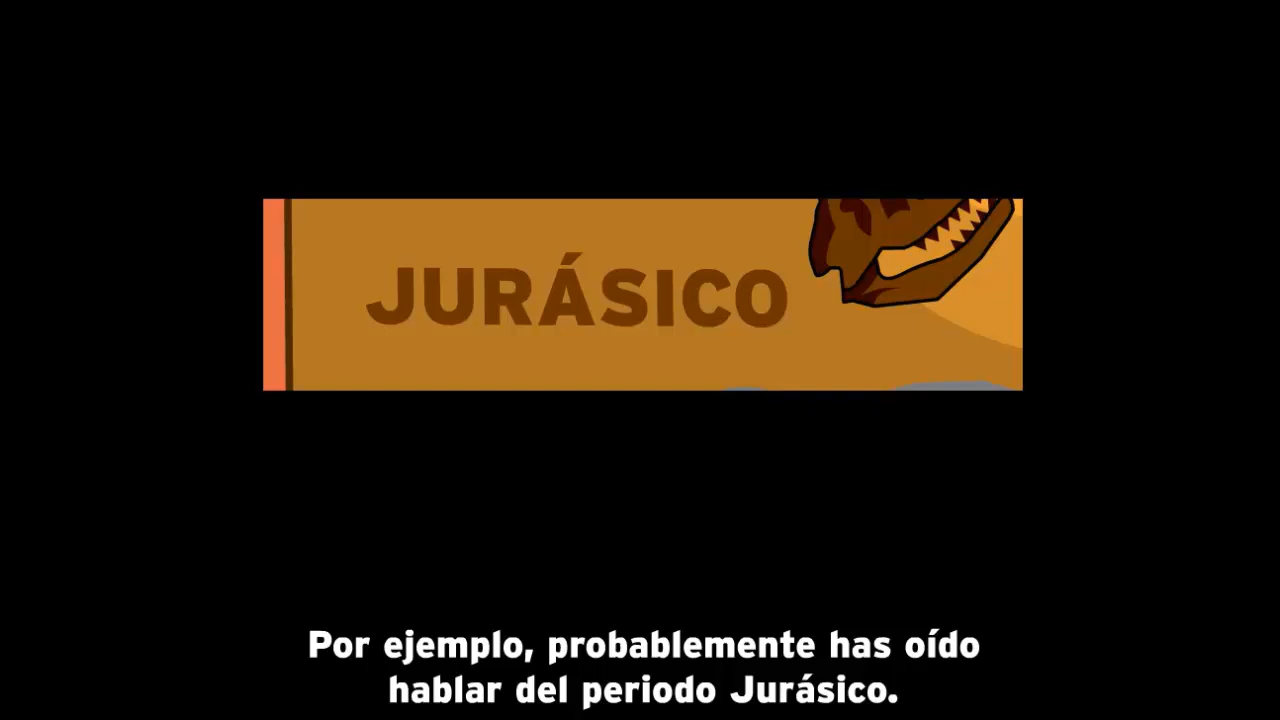 JURÁSICO
Por ejemplo, probablemente has oído
hablar del periodo Jurásico.